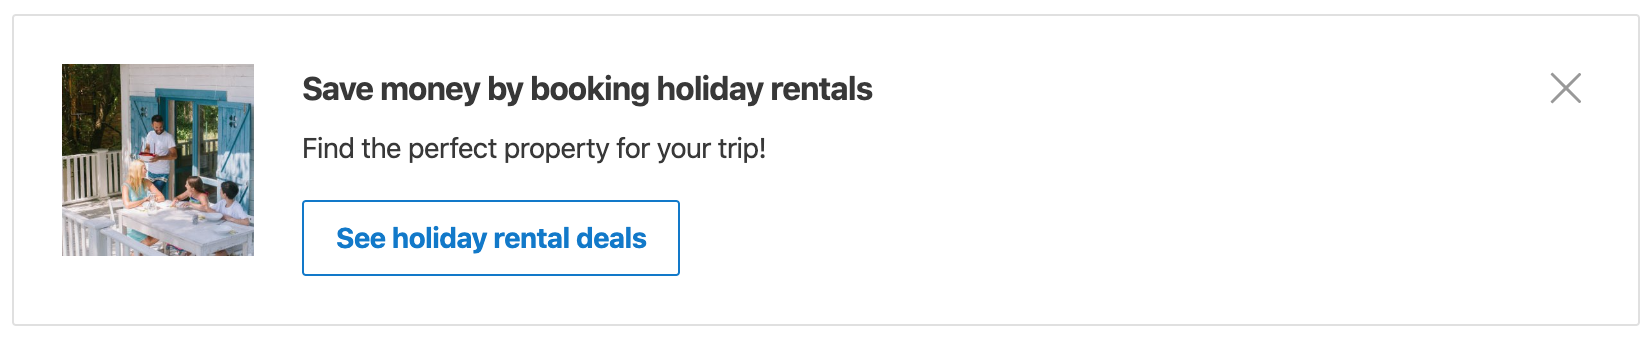 Save money by booking holiday rentals
Find the perfect property for your trip!
See holiday rental deals